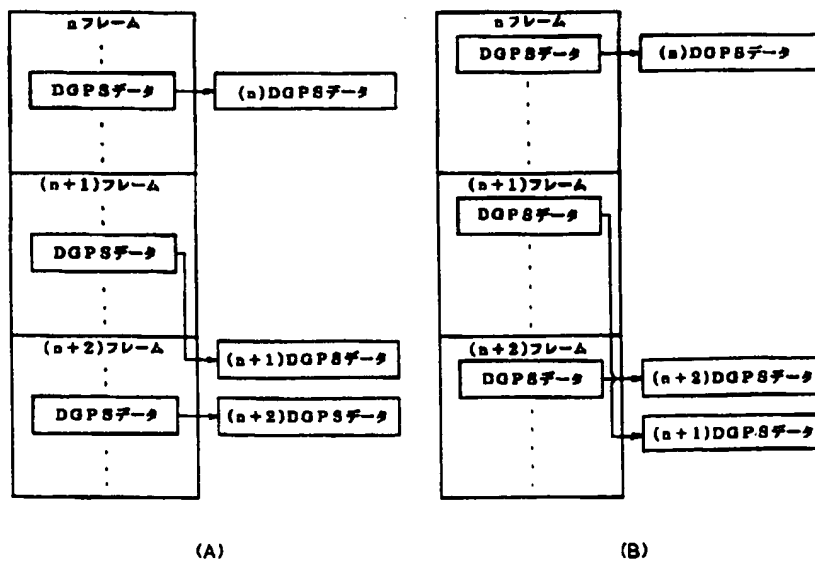 nフレーム
DGPSデータ
(n)DGPSデータ
(n+1)フレーム
DGPSデータ
(n+2)フレーム
(n+1)DGPSデータ
DGPSデータ
(n+2)DGPSデータ
(A)
nフレーム
DGPSデータ
(n)DGPSデータ
(n+1)フレーム
DGPSデータ
(n+2)フレーム
DGPSデータ
(n+2)DGPSデータ
(n+1)DGPSデータ
(B)